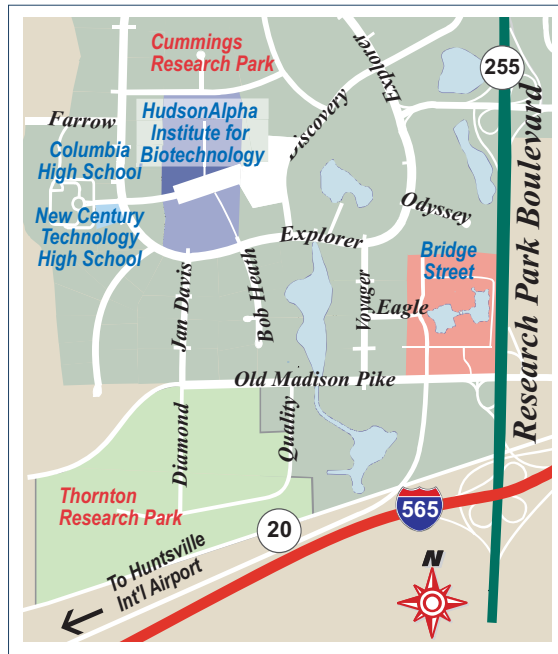 Cummings
Research Park
Explorer
255
Farrow
HudsonAlpha
Institute for
Biotechnology
Discovery
Columbia
High School
New Century
Technology
High School
Odyssey
Explorer
Bridge
Street
Research Park Boulevard
Jan Davis
Bob Heath
Voyager
Eagle
Old Madison Pike
Diamond
Quality
Thornton
Research Park
565
20
To Huntsville
Int'l Airport
N